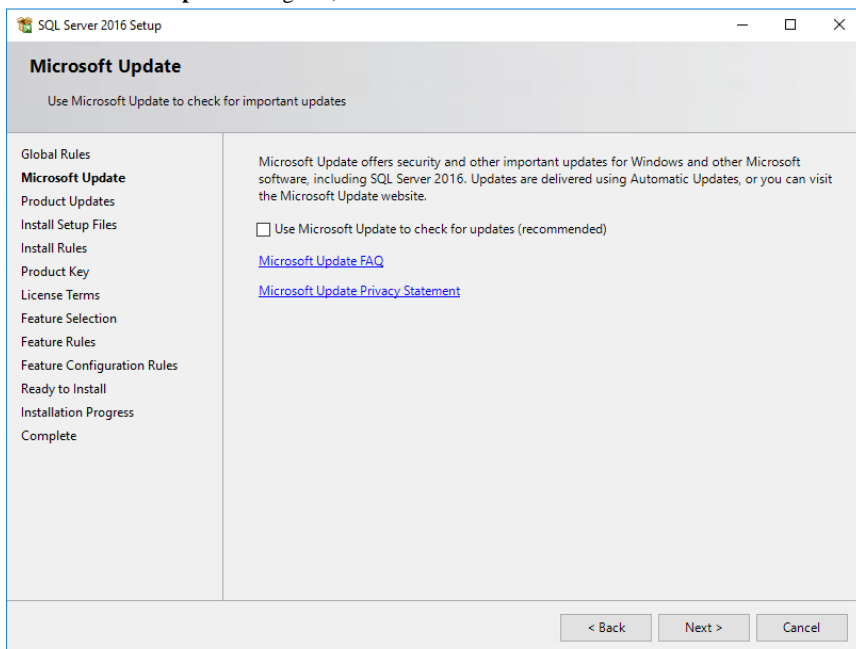 SQL Server 2016 Setup
Microsoft Update
Use Microsoft Update to check for important updates
Global Rules
Microsoft Update
Product Updates
Install Setup Files
Install Rules
Product Key
License Terms
Feature Selection
Feature Rules
Feature Configuration Rules
Ready to Install
Installation Progress
Complete
Microsoft Update offers security and other important updates for Windows and other Microsoft
software, including SQL Server 2016. Updates are delivered using Automatic Updates, or you can visit
the Microsoft Update website.
Use Microsoft Update to check for updates (recommended)
Microsoft Update FAQ
Microsoft Update Privacy Statement
< Back
Next >
Cancel